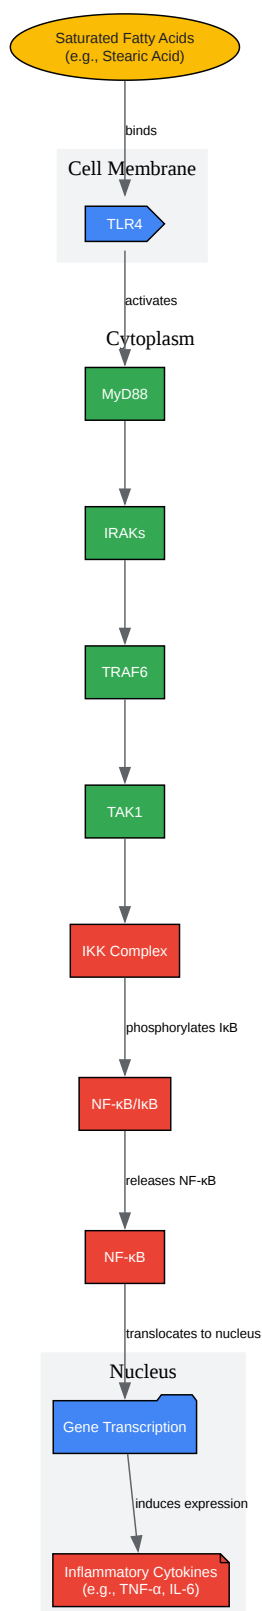 Saturated Fatty Acids
(e.g., Stearic Acid)
binds
Cell Membrane
TLR4
activates
Cytoplasm
MyD88
IRAKs
TRAF6
TAK1
IKK Complex
phosphorylates IκB
NF-κB/IκB
releases NF-κB
NF-κB
translocates to nucleus
Nucleus
Gene Transcription
induces expression
Inflammatory Cytokines
(e.g., TNF-α, IL-6)